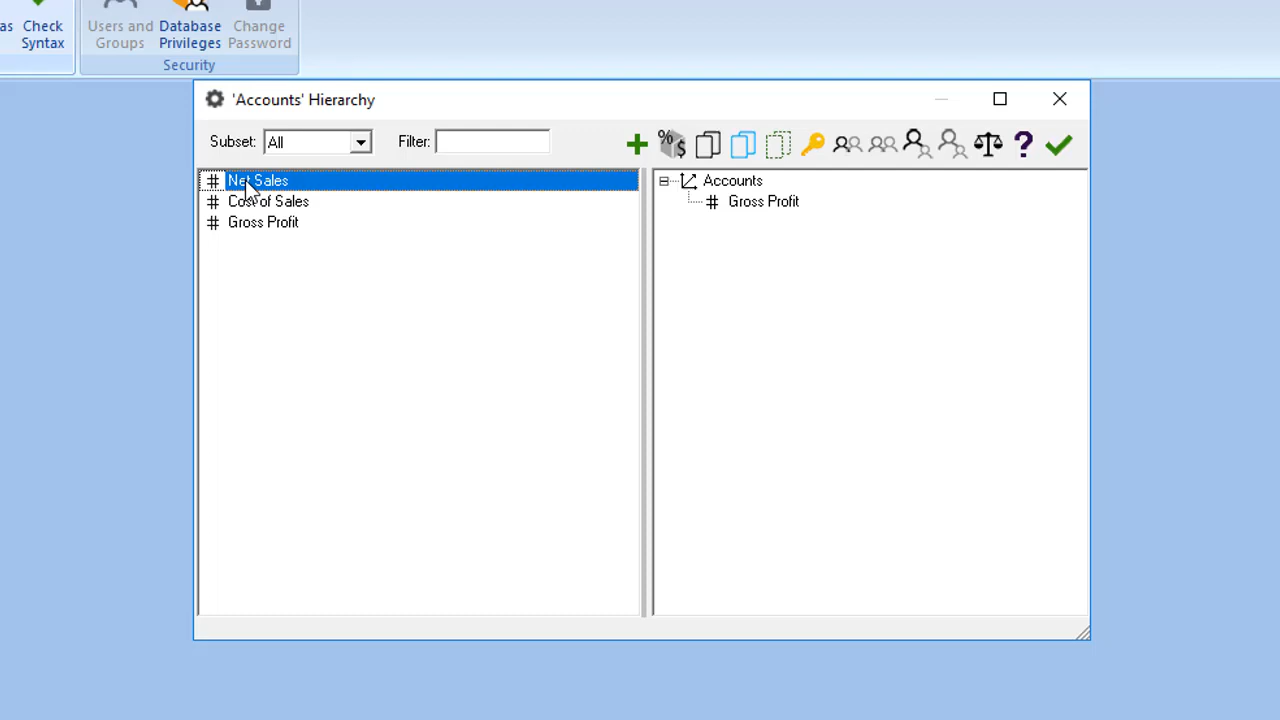 as Check Syntax
Users and Groups
Database Privileges
Change Password
Security
'Accounts' Hierarchy
Subset: All
Filter:
% $ ?
Net Sales
Cost of Sales
Gross Profit
Accounts
Gross Profit